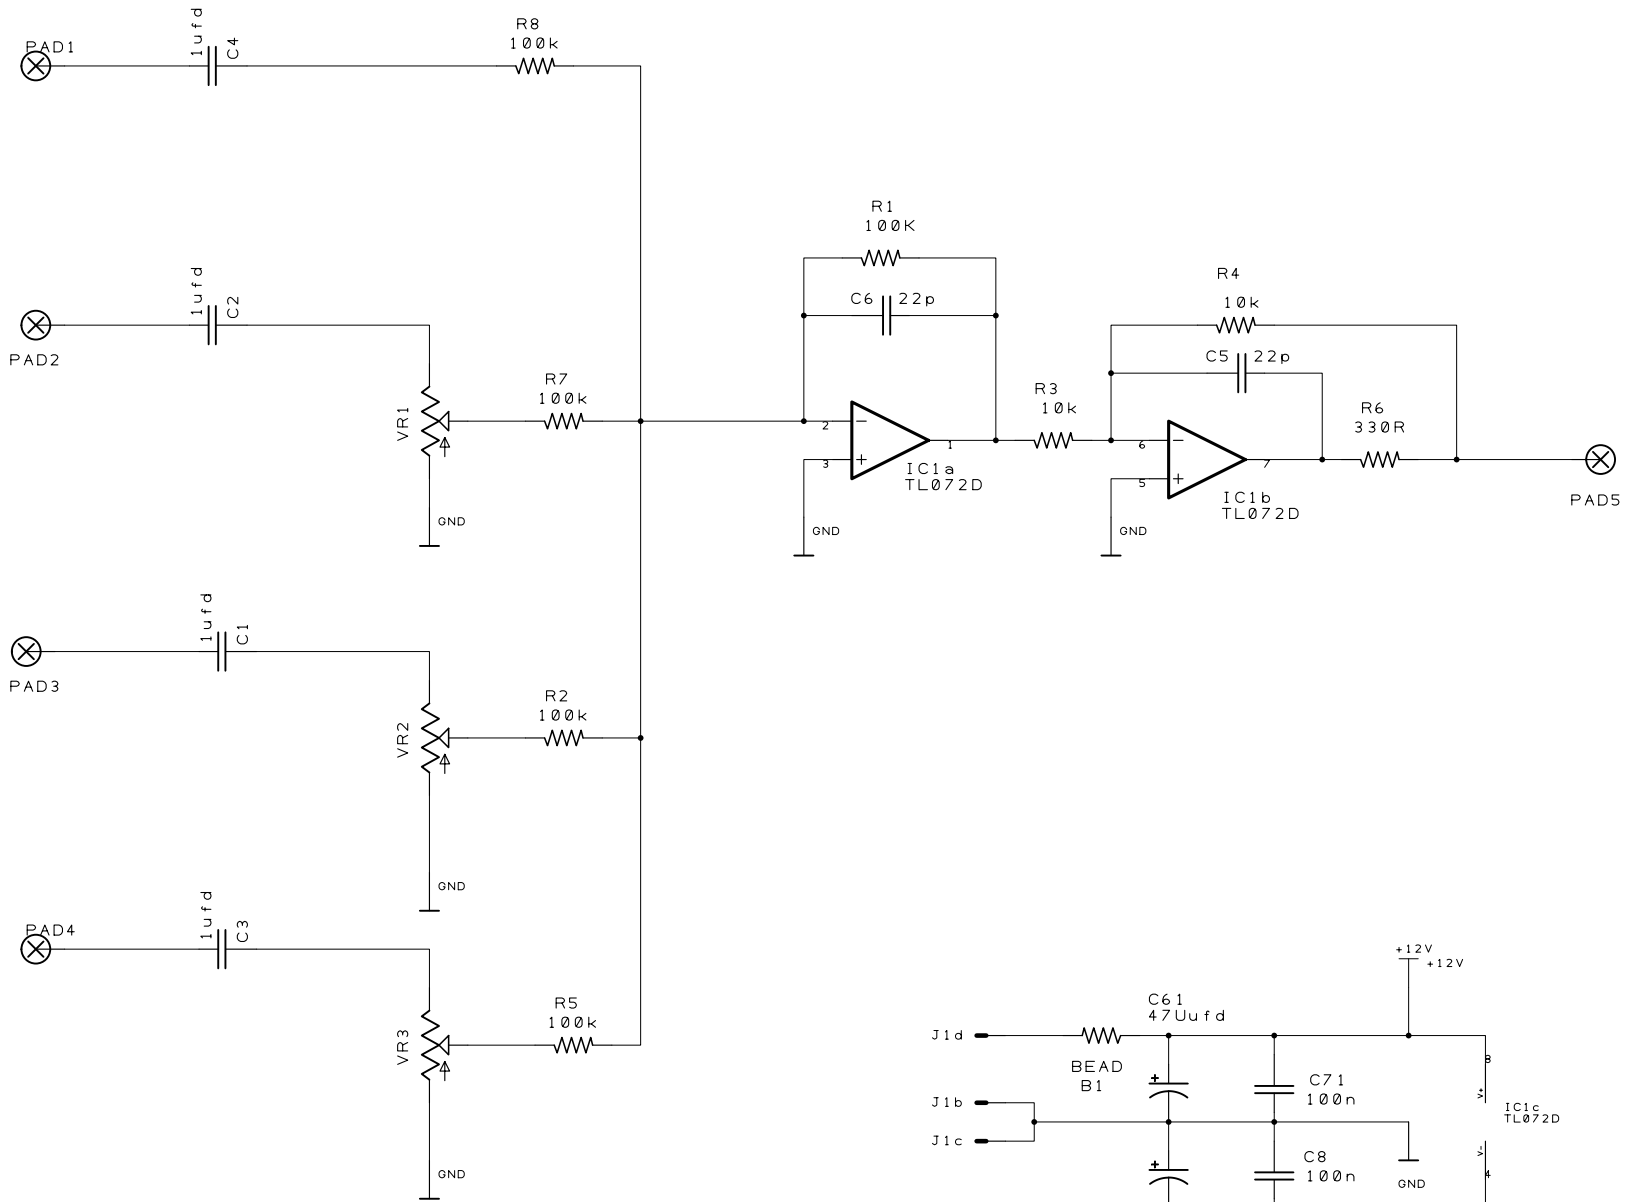 PAD1
1ufd
C4
R8
100k
PAD2
1ufd
C2
VR1
R7
100k
GND
R1
100K
C6 22p
2
3
1
IC1a
TL072D
GND
R3
10k
R4
10k
C5 22p
6
5
7
IC1b
TL072D
GND
R6
330R
PAD5
PAD3
1ufd
C1
VR2
R2
100k
GND
PAD4
1ufd
C3
VR3
R5
100k
GND
+12V
+12V
C61
47Uufd
J1d
BEAD
B1
+
C71
100n
8
V+
IC1c
TL072D
J1b
J1c
+
C8
100n
GND
V-
4